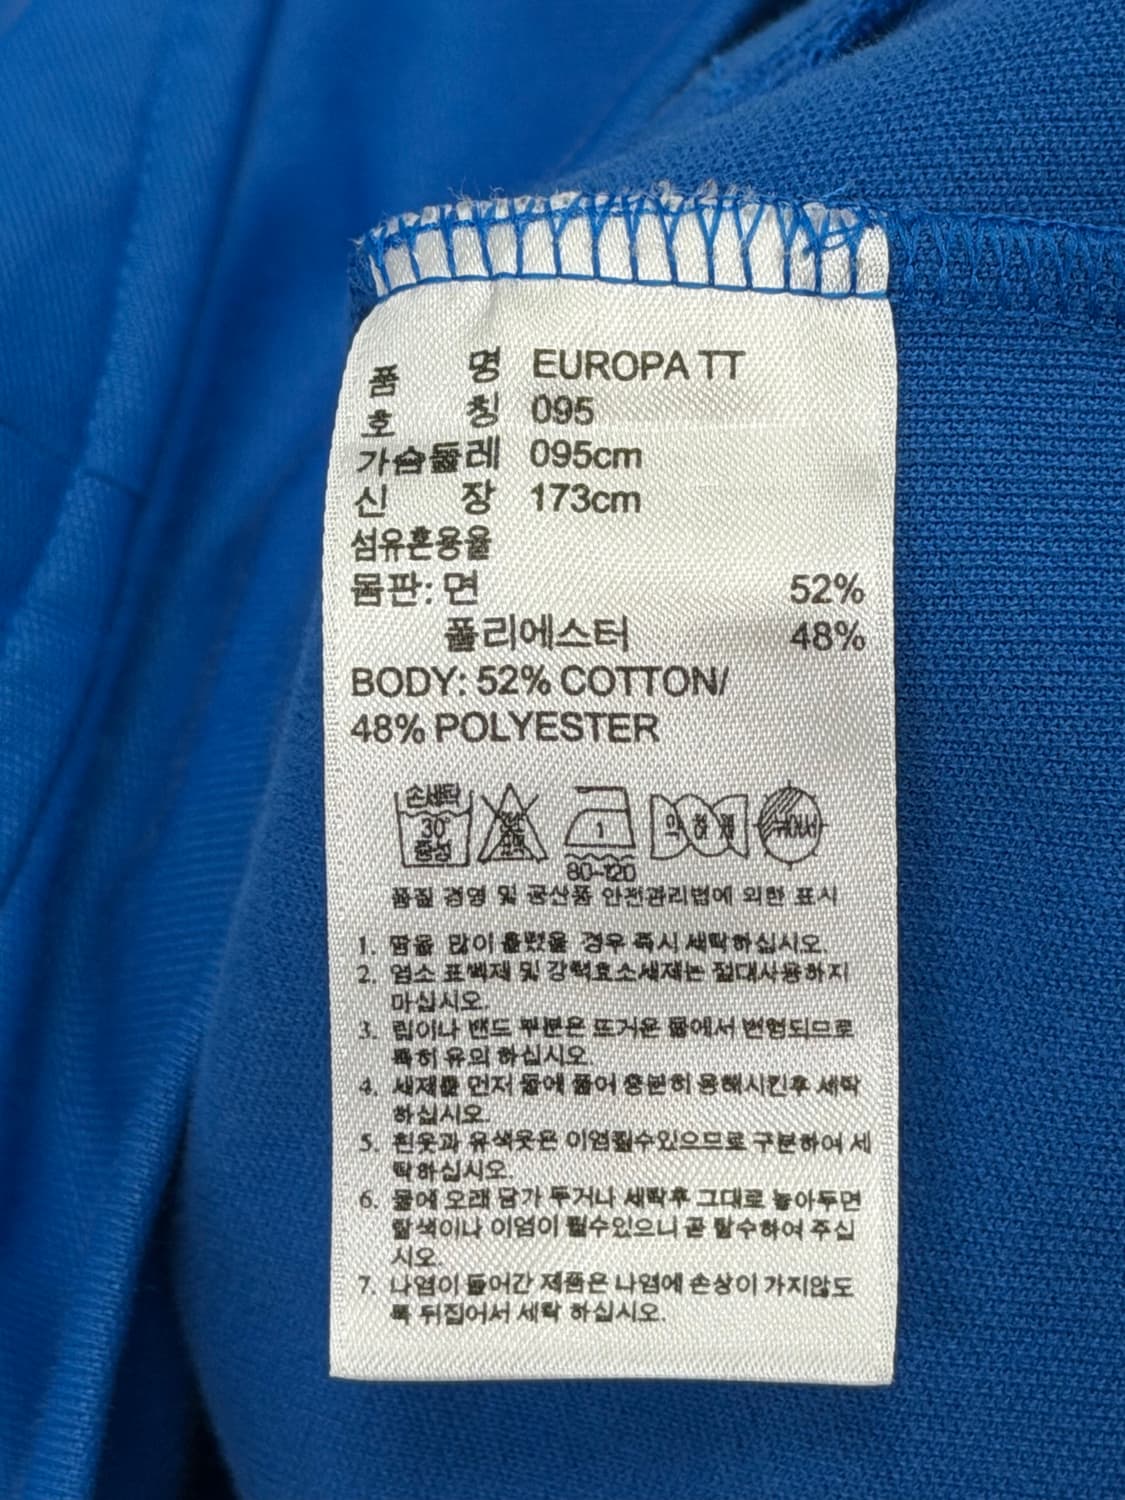 품 명 EUROPA TT
호 칭 095
가슴둘레 095cm
신 장 173cm
섬유혼용율
몸판: 면 52%
폴리에스터 48%
BODY: 52% COTTON/
48% POLYESTER
손세탁 30 중성 1 80-120 약하게 뉘어서
품질 경영 및 공산품 안전관리법에 의한 표시
1. 땀을 많이 흘렸을 경우 즉시 세탁하십시오.
2. 염소 표백제 및 강력효소세제는 절대사용하지
마십시오.
3. 립이나 밴드 부분은 뜨거운 물에서 변형되므로
특히 유의 하십시오.
4. 세제를 먼저 물에 풀어 충분히 용해시킨후 세탁
하십시오.
5. 흰옷과 유색옷은 이염될수있으므로 구분하여 세
탁하십시오.
6. 물에 오래 담가 두거나 세탁후 그대로 놓아두면
탈색이나 이염이 될수있으니 곧 탈수하여 주십
시오.
7. 나염이 들어간 제품은 나염에 손상이 가지않도
록 뒤집어서 세탁 하십시오.